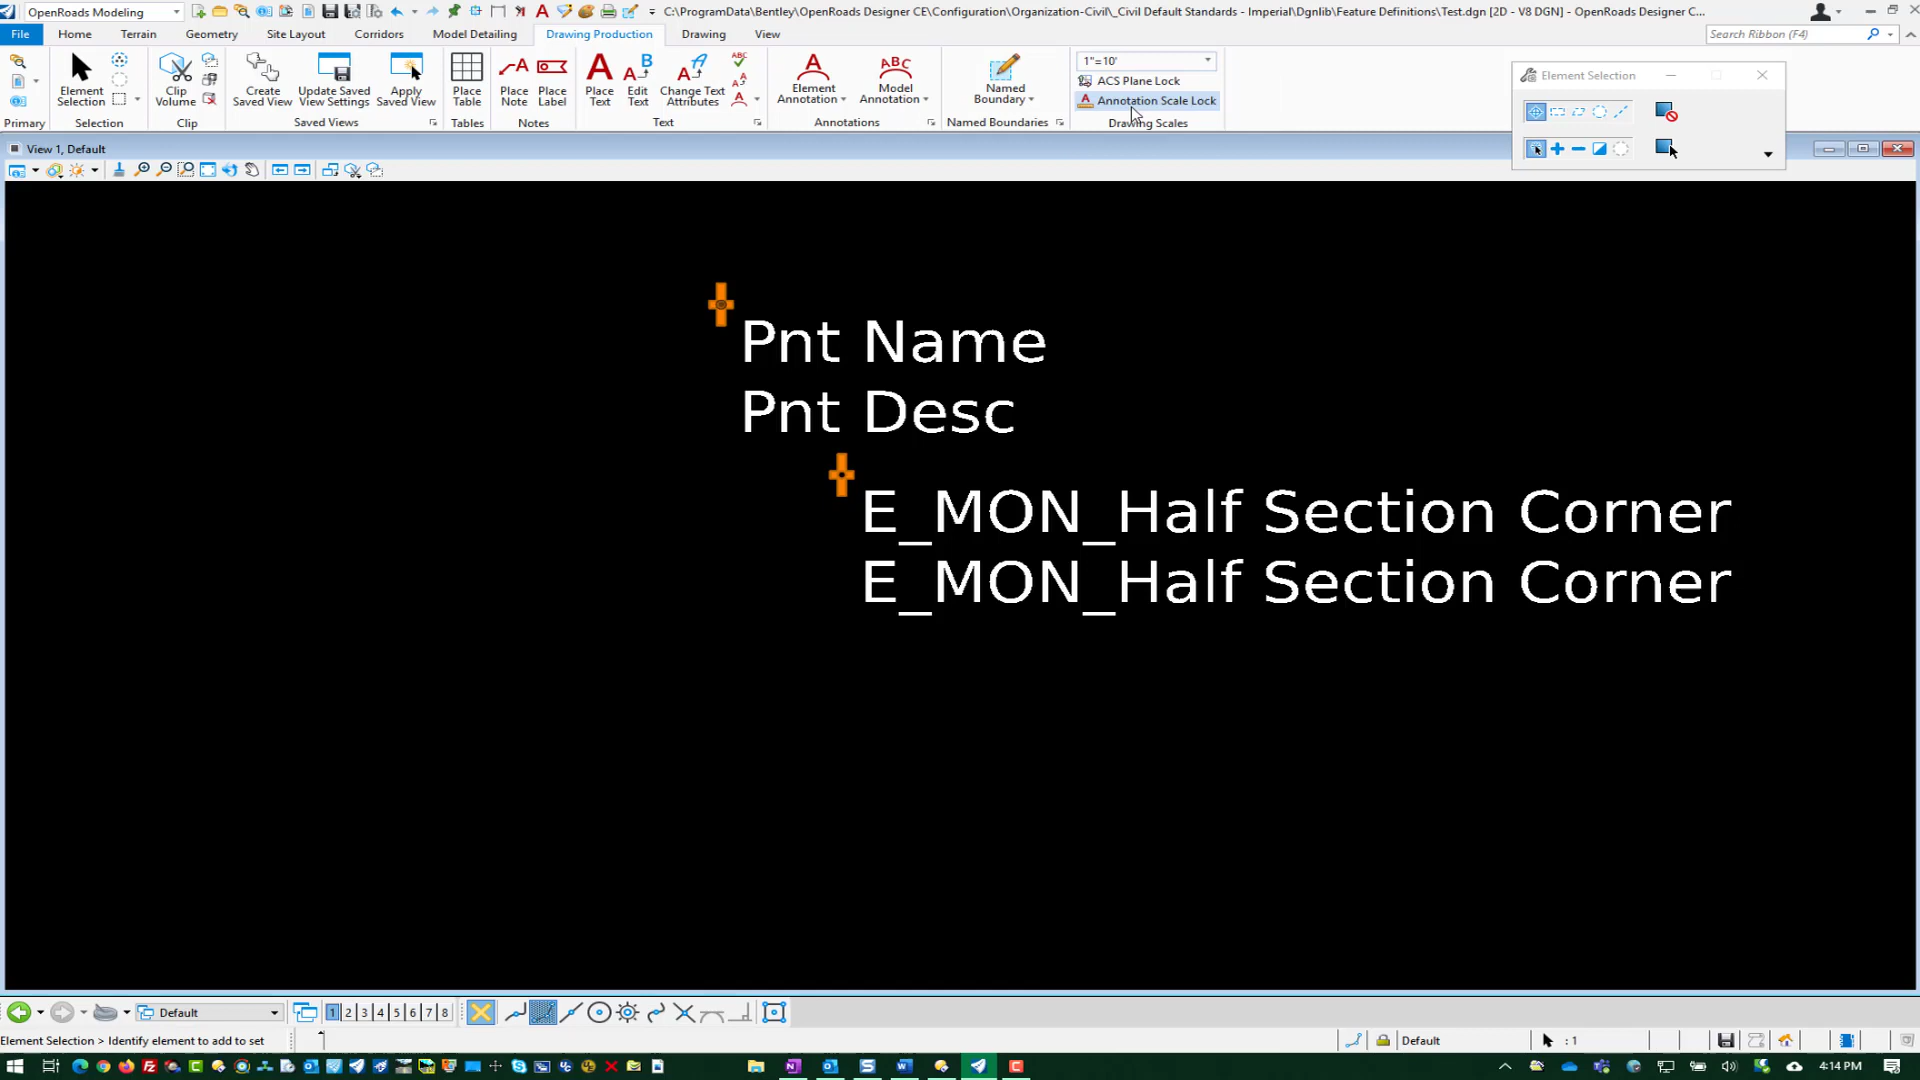 OpenRoads Modeling
C:\ProgramData\Bentley\OpenRoads Designer CE\Configuration\Organization-Civil\_Civil Default Standards - Imperial\Dgnlib\Feature Definitions\Test.dgn [2D - V8 DGN] - OpenRoads Designer C...
File Home Terrain Geometry Site Layout Corridors Model Detailing Drawing Production Drawing View
Search Ribbon (F4)
Element Selection
Clip Volume
Create Saved View
Update Saved View Settings
Apply Saved View
Place Table
Place Note
Place Label
Place Text
Edit Text
Change Text Attributes
Element Annotation
Model Annotation
Named Boundary
1"=10'
ACS Plane Lock
Annotation Scale Lock
Primary Selection Clip Saved Views Tables Notes Text Annotations Named Boundaries Drawing Scales
Element Selection
View 1, Default
Pnt Name
Pnt Desc
E_MON_Half Section Corner
E_MON_Half Section Corner
Default 1 2 3 4 5 6 7 8
Element Selection > Identify element to add to set
Default
: 1
4:14 PM